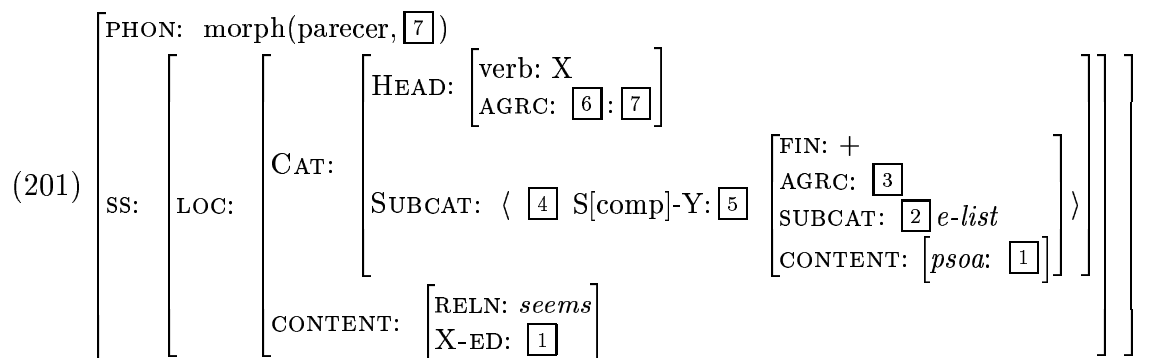 PHON: morph(parecer, 7)
HEAD: verb: X
AGRC: 6 : 7
CAT:
FIN: +
(201) SS: LOC: SUBCAT: ⟨ 4 S[comp]-Y: 5 AGRC: 3 ⟩
SUBCAT: 2 e-list
CONTENT: [psoa: 1]
CONTENT: RELN: seems
X-ED: 1